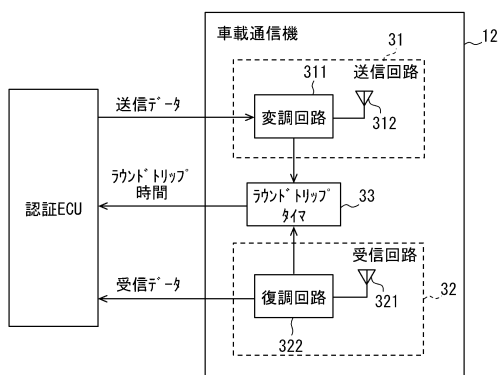 車載通信機
12
31
311
送信回路
送信データ
変調回路
312
ラウンドトリップ
時間
ラウンドトリップ
タイマ
33
認証ECU
受信回路
受信データ
復調回路
321
32
322